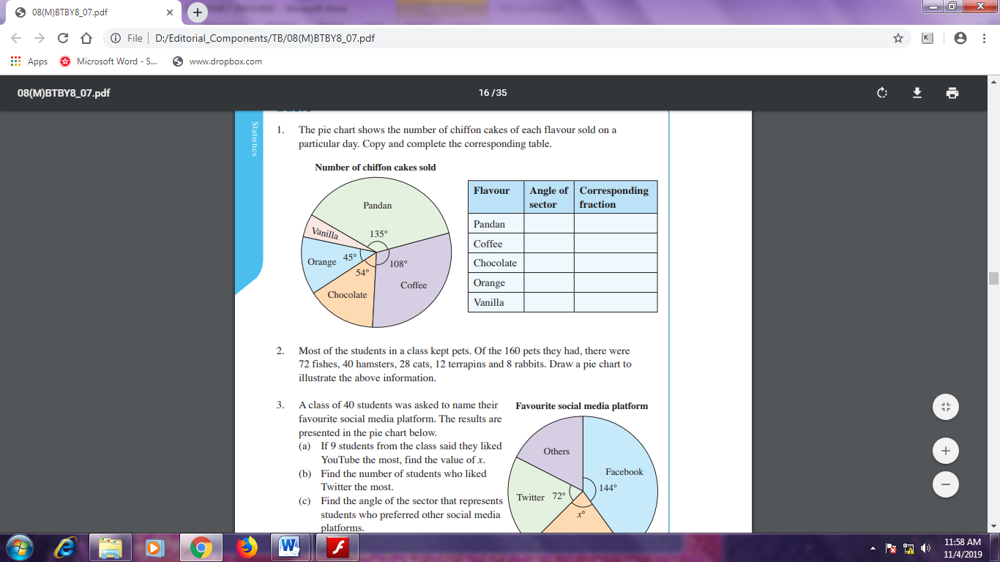 08(M)BTBY8_07.pdf
File | D:/Editorial_Components/TB/08(M)BTBY8_07.pdf
Apps Microsoft Word - S... www.dropbox.com
08(M)BTBY8_07.pdf 16 / 35
Statistics
1. The pie chart shows the number of chiffon cakes of each flavour sold on a
particular day. Copy and complete the corresponding table.
Number of chiffon cakes sold
Pandan
135°
Vanilla
Orange 45°
54°
108°
Chocolate
Coffee
Flavour Angle of Corresponding
sector fraction
Pandan
Coffee
Chocolate
Orange
Vanilla
2. Most of the students in a class kept pets. Of the 160 pets they had, there were
72 fishes, 40 hamsters, 28 cats, 12 terrapins and 8 rabbits. Draw a pie chart to
illustrate the above information.
3. A class of 40 students was asked to name their
favourite social media platform. The results are
presented in the pie chart below.
(a) If 9 students from the class said they liked
YouTube the most, find the value of x.
(b) Find the number of students who liked
Twitter the most.
(c) Find the angle of the sector that represents
students who preferred other social media
platforms.
Favourite social media platform
Others
Facebook
144°
Twitter 72°
x°
11:58 AM
11/4/2019